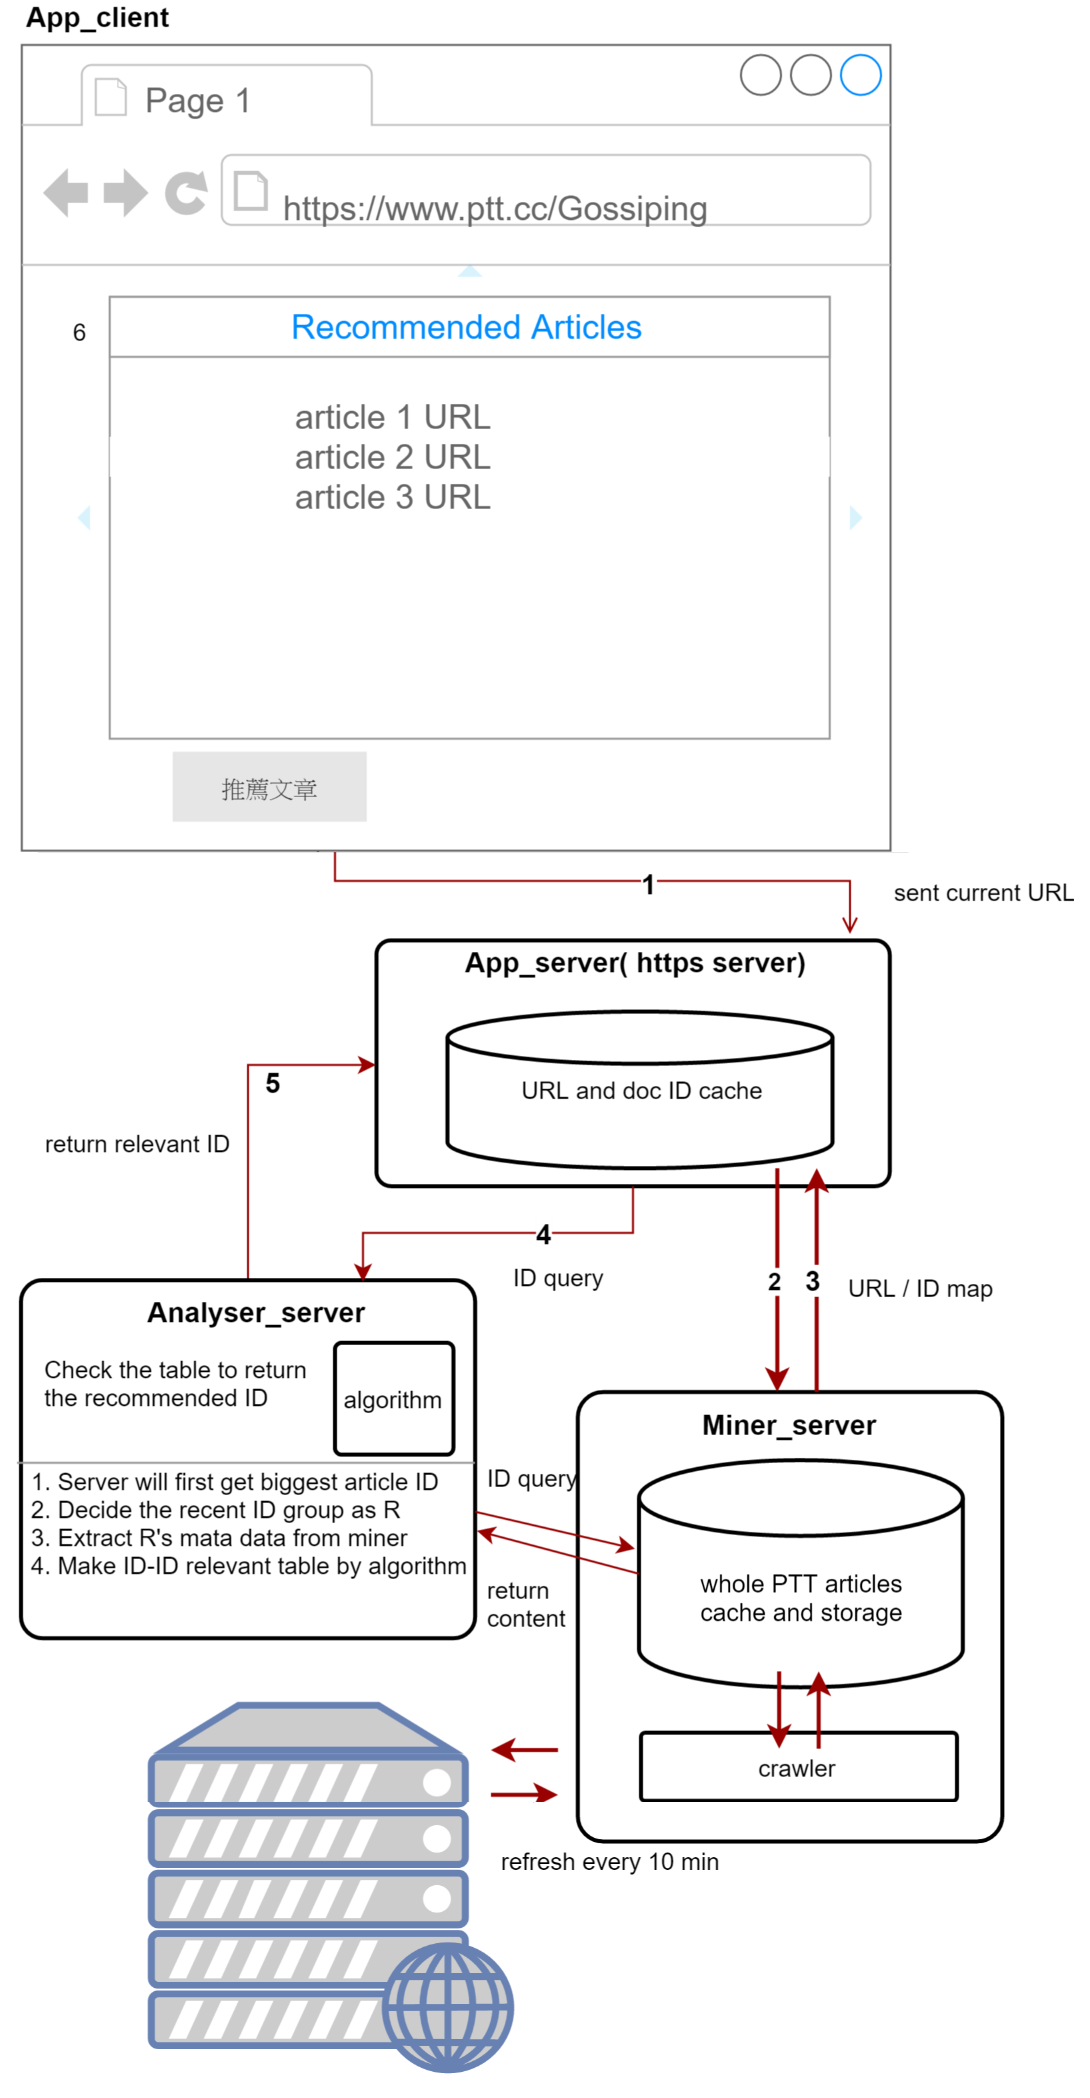 App_client
Page 1
https://www.ptt.cc/Gossiping
6
Recommended Articles
article 1 URL
article 2 URL
article 3 URL
推薦文章
1
sent current URL
App_server( https server)
URL and doc ID cache
5
return relevant ID
4
ID query
2
3
URL / ID map
Analyser_server
Check the table to return
the recommended ID
algorithm
1. Server will first get biggest article ID
2. Decide the recent ID group as R
3. Extract R's mata data from miner
4. Make ID-ID relevant table by algorithm
ID query
return
content
Miner_server
whole PTT articles
cache and storage
crawler
refresh every 10 min